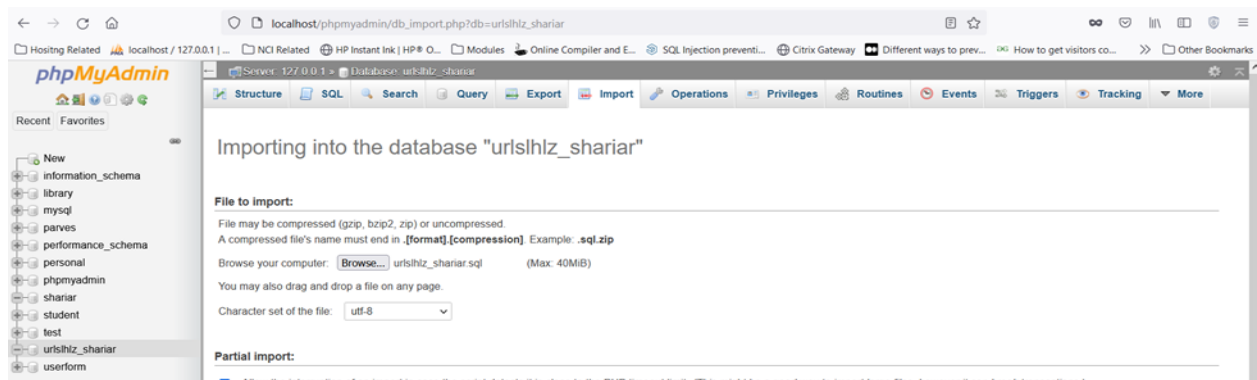 localhost/phpmyadmin/db_import.php?db=urlslhlz_shariar
Hositng Related localhost / 127.0.0.1 | ... NCI Related HP Instant Ink | HP® O... Modules Online Compiler and E... SQL Injection preventi... Citrix Gateway Different ways to prev... How to get visitors co... Other Bookmarks
phpMyAdmin
Recent Favorites
New
information_schema
library
mysql
parves
performance_schema
personal
phpmyadmin
shariar
student
test
urlslhlz_shariar
userform
Server: 127.0.0.1 » Database: urlslhlz_shariar
Structure SQL Search Query Export Import Operations Privileges Routines Events Triggers Tracking More
Importing into the database "urlslhlz_shariar"
File to import:
File may be compressed (gzip, bzip2, zip) or uncompressed.
A compressed file's name must end in .[format].[compression]. Example: .sql.zip
Browse your computer: Browse... urlslhlz_shariar.sql (Max: 40MiB)
You may also drag and drop a file on any page.
Character set of the file: utf-8
Partial import: